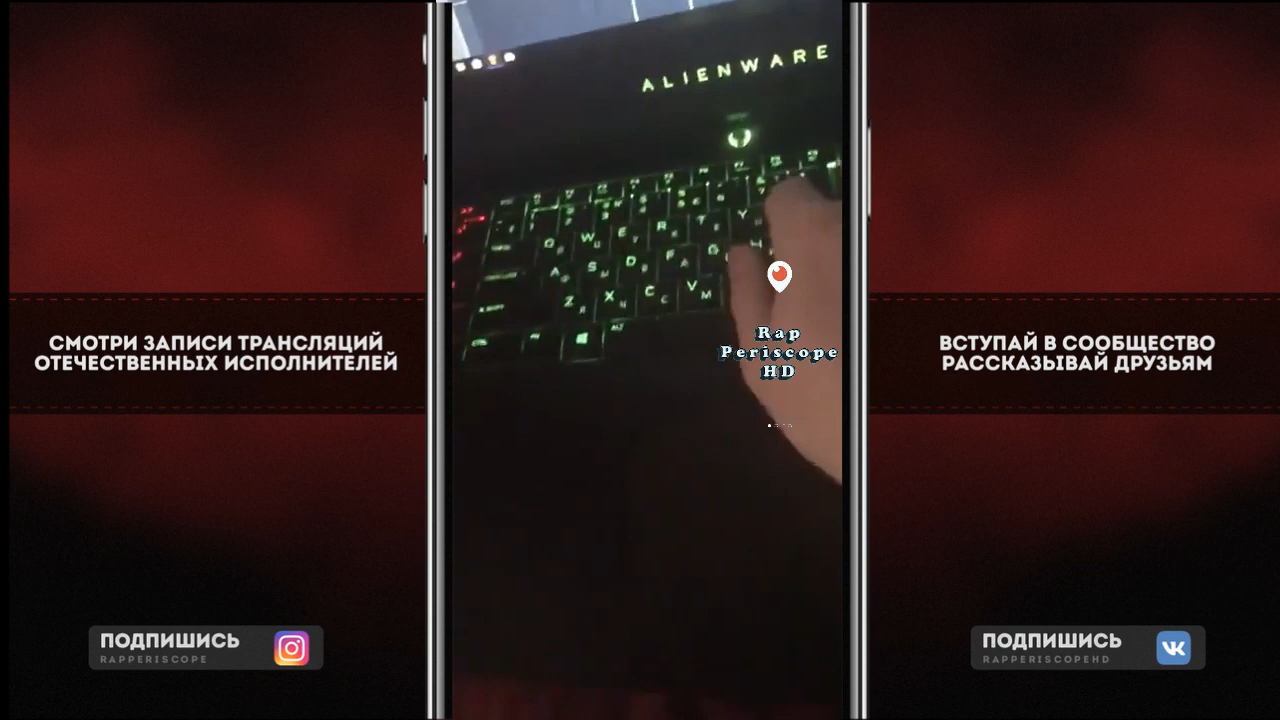 ALIENWARE
Q W E R T Y
A S D F G H
Z X C V
Я Ч С М
СМОТРИ ЗАПИСИ ТРАНСЛЯЦИЙ
ОТЕЧЕСТВЕННЫХ ИСПОЛНИТЕЛЕЙ
Rap
Periscope
HD
ВСТУПАЙ В СООБЩЕСТВО
РАССКАЗЫВАЙ ДРУЗЬЯМ
ПОДПИШИСЬ
RAPPERISCOPE
ПОДПИШИСЬ
RAPPERISCOPEHD